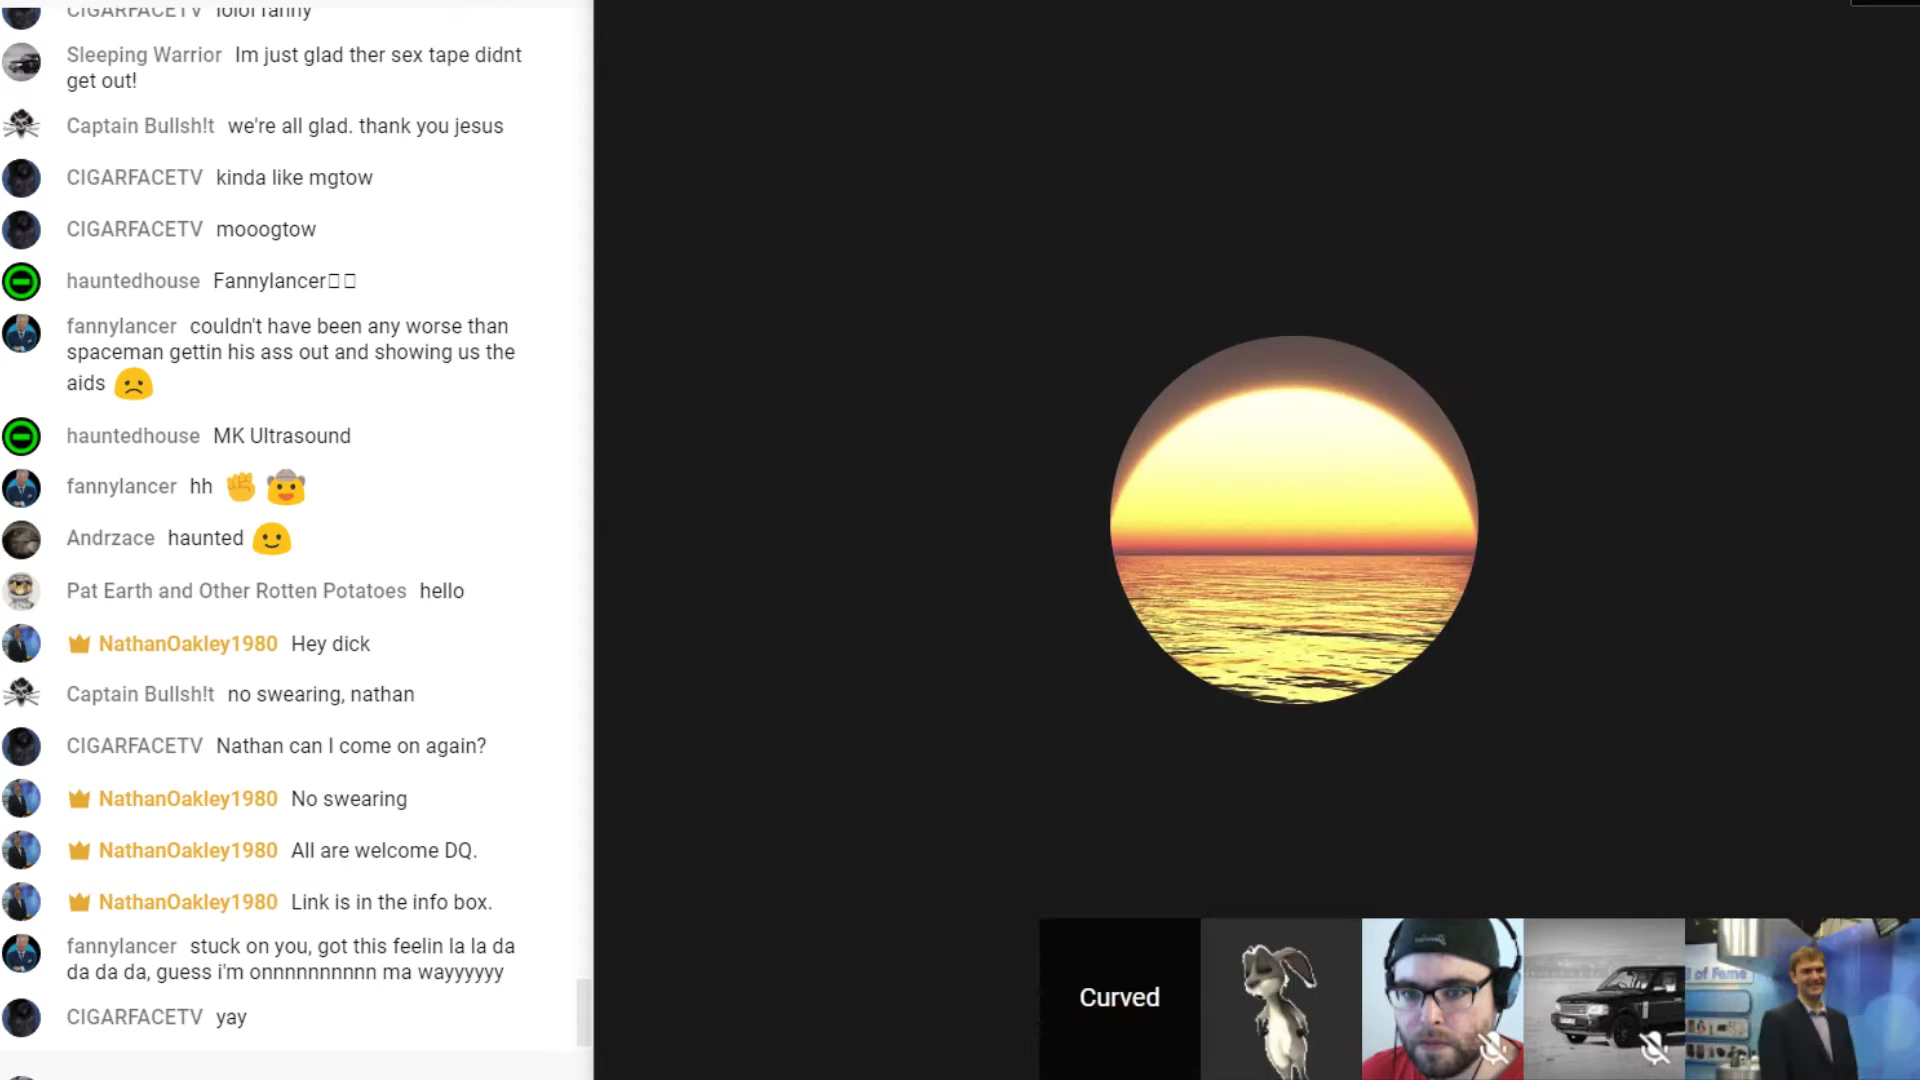 CIGARFACETV lolol fanny
Sleeping Warrior Im just glad ther sex tape didnt
get out!
Captain Bullsh!t we're all glad. thank you jesus
CIGARFACETV kinda like mgtow
CIGARFACETV mooogtow
hauntedhouse Fannylancer
fannylancer couldn't have been any worse than
spaceman gettin his ass out and showing us the
aids
hauntedhouse MK Ultrasound
fannylancer hh
Andrzace haunted
Pat Earth and Other Rotten Potatoes hello
NathanOakley1980 Hey dick
Captain Bullsh!t no swearing, nathan
CIGARFACETV Nathan can I come on again?
NathanOakley1980 No swearing
NathanOakley1980 All are welcome DQ.
NathanOakley1980 Link is in the info box.
fannylancer stuck on you, got this feelin la la da
da da da, guess i'm onnnnnnnnnn ma wayyyyyy
CIGARFACETV yay
Curved
of Fame